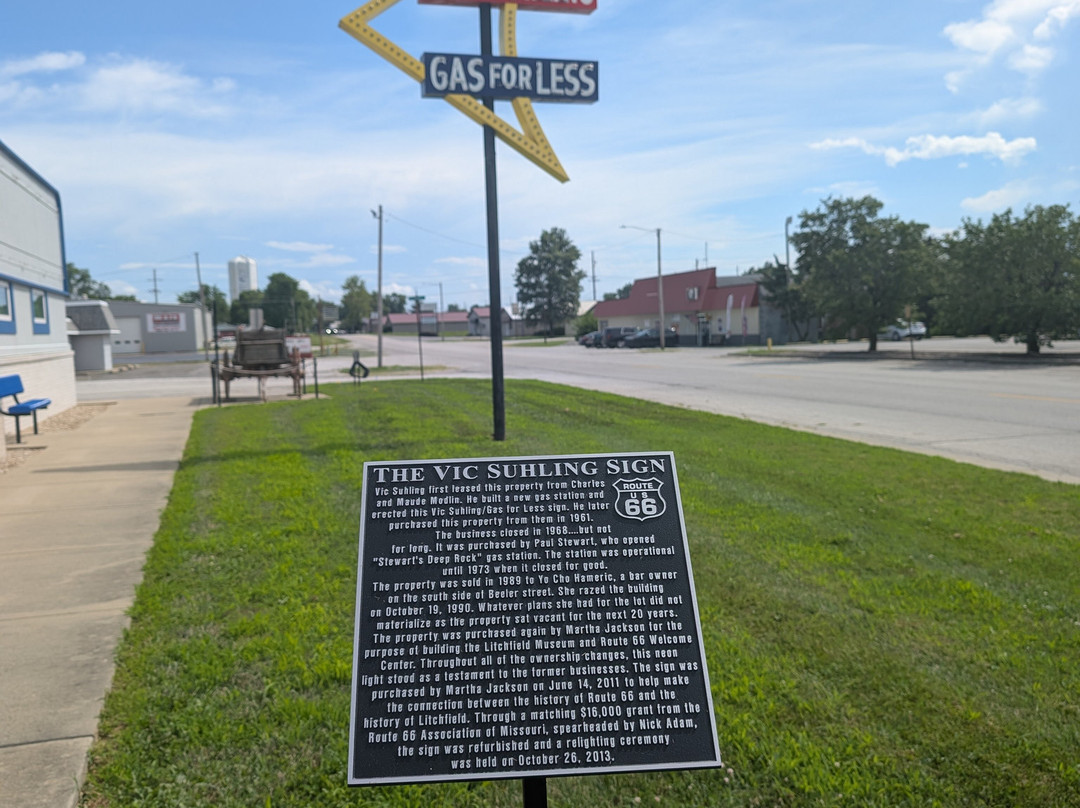 GAS FOR LESS
THE VIC SUHLING SIGN
Vic Suhling first leased this property from Charles
and Maude Modlin. He built a new gas station and
erected this Vic Suhling/Gas for Less sign. He later
purchased this property from them in 1961.
ROUTE
US
66
The business closed in 1968....but not
for long. It was purchased by Paul Stewart, who opened
"Stewart's Deep Rock" gas station. The station was operational
until 1973 when it closed for good.
The property was sold in 1989 to Yo Cho Hameric, a bar owner
on the south side of Beeler street. She razed the building
on October 19, 1990. Whatever plans she had for the lot did not
materialize as the property sat vacant for the next 20 years.
The property was purchased again by Martha Jackson for the
purpose of building the Litchfield Museum and Route 66 Welcome
Center. Throughout all of the ownership changes, this neon
light stood as a testament to the former businesses. The sign was
purchased by Martha Jackson on June 14, 2011 to help make
the connection between the history of Route 66 and the
history of Litchfield. Through a matching $16,000 grant from the
Route 66 Association of Missouri, spearheaded by Nick Adam,
the sign was refurbished and a relighting ceremony
was held on October 26, 2013.